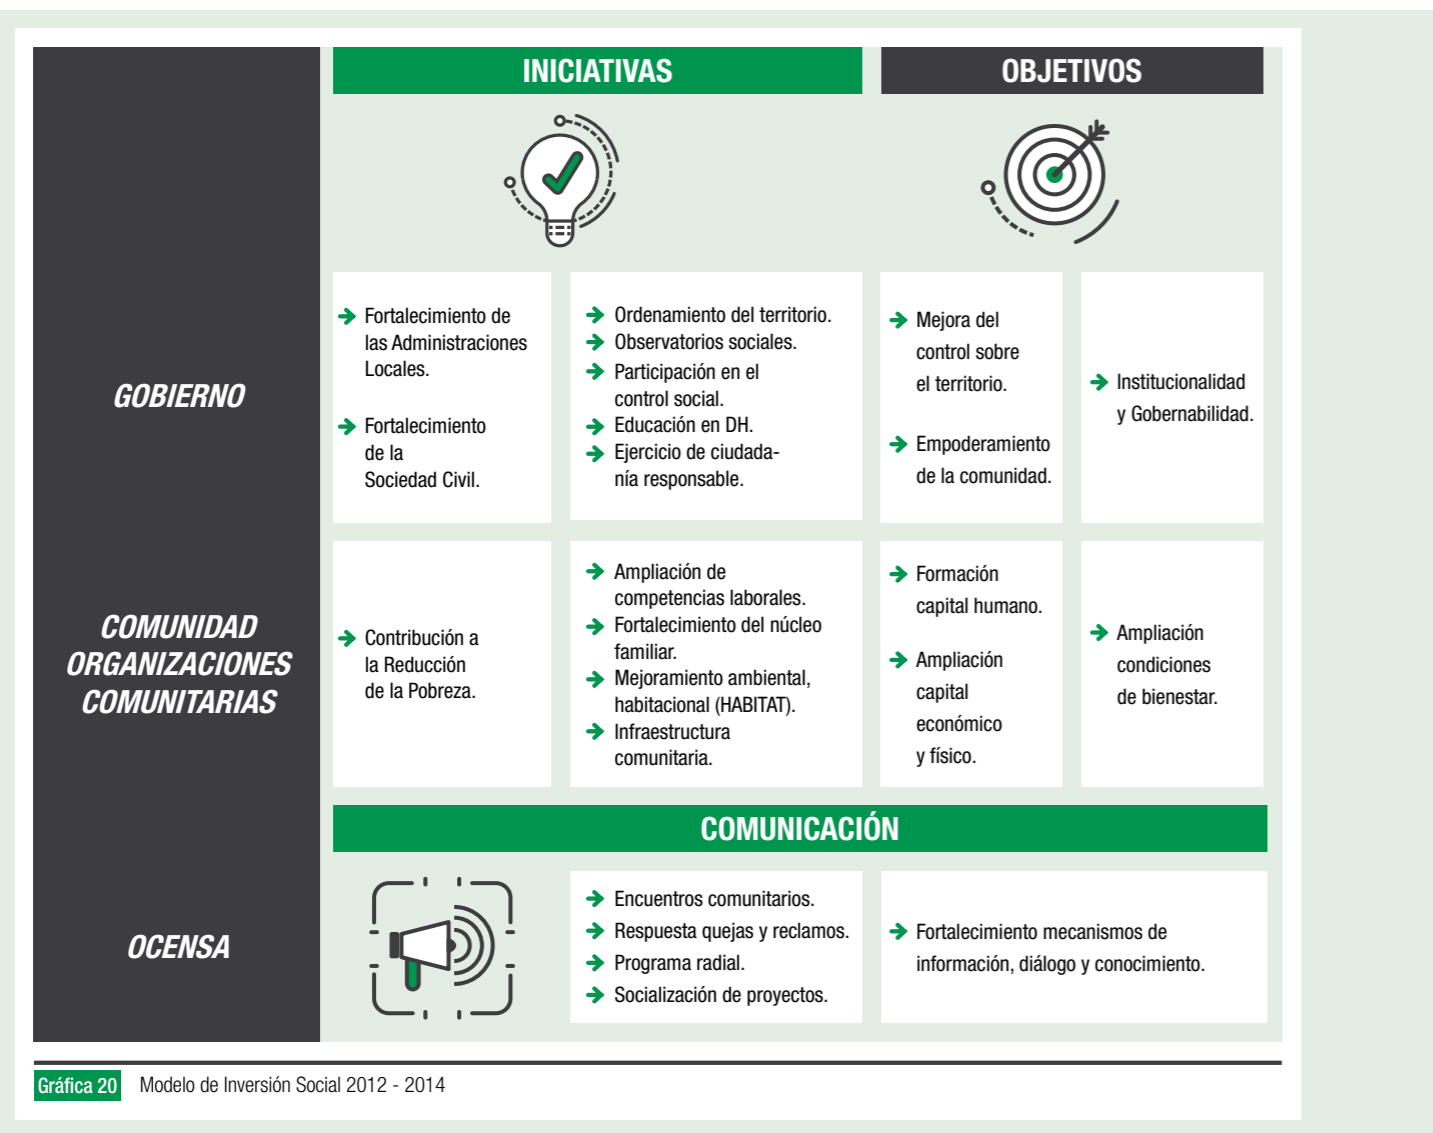 INICIATIVAS
OBJETIVOS
GOBIERNO
Fortalecimiento de
las Administraciones
Locales.
Fortalecimiento
de la
Sociedad Civil.
Ordenamiento del territorio.
Observatorios sociales.
Participación en el
control social.
Educación en DH.
Ejercicio de ciudada-
nía responsable.
Mejora del
control sobre
el territorio.
Empoderamiento
de la comunidad.
Institucionalidad
y Gobernabilidad.
COMUNIDAD
ORGANIZACIONES
COMUNITARIAS
Contribución a
la Reducción
de la Pobreza.
Ampliación de
competencias laborales.
Fortalecimiento del núcleo
familiar.
Mejoramiento ambiental,
habitacional (HABITAT).
Infraestructura
comunitaria.
Formación
capital humano.
Ampliación
capital
económico
y físico.
Ampliación
condiciones
de bienestar.
COMUNICACIÓN
OCENSA
Encuentros comunitarios.
Respuesta quejas y reclamos.
Programa radial.
Socialización de proyectos.
Fortalecimiento mecanismos de
información, diálogo y conocimiento.
Gráfica 20 Modelo de Inversión Social 2012 - 2014